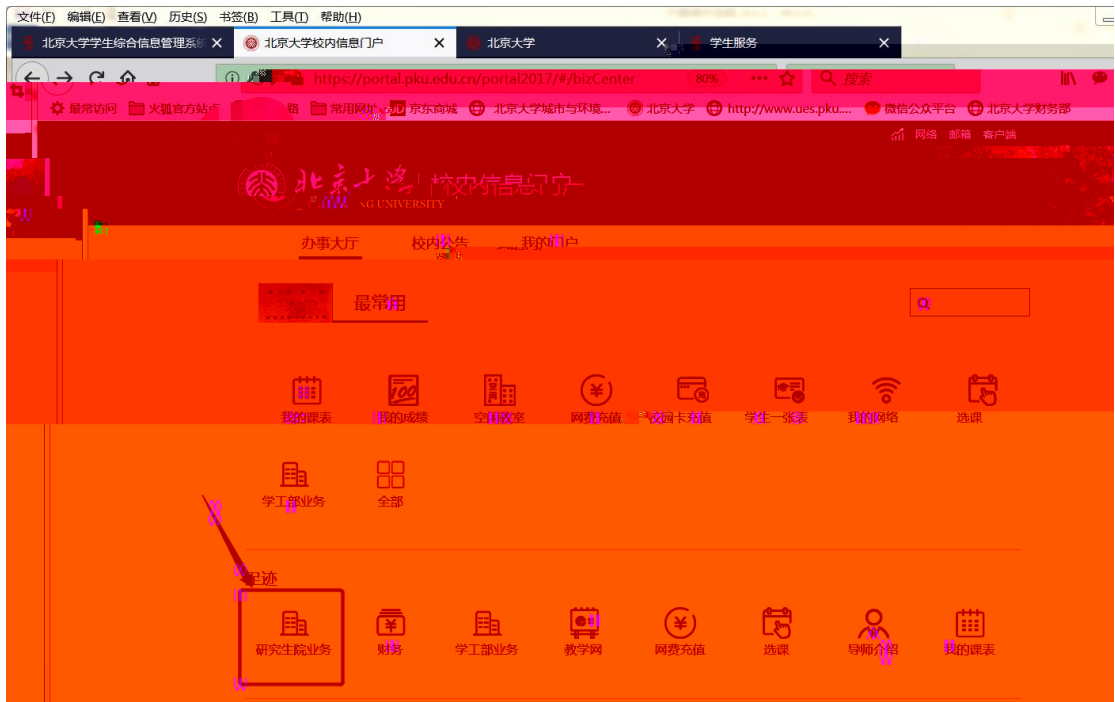 文件(F) 编辑(E) 查看(V) 历史(S) 书签(B) 工具(T) 帮助(H)
北京大学学生综合信息管理系统 北京大学校内信息门户 北京大学 学生服务
https://portal.pku.edu.cn/portal2017/#/bizCenter 80% 搜索
最常访问 火狐官方站点 常用网址 京东商城 北京大学城市与环境... 北京大学 http://www.ues.pku.... 微信公众平台 北京大学财务部
网络 邮箱 客户端
北京大学 校内信息门户
NG UNIVERSITY
办事大厅 校内公告 我的门户
最常用
我的课表 我的成绩 空闲教室 网费充值 校园卡充值 学生一张表 我的网络 选课
学工部业务 全部
足迹
研究生院业务 财务 学工部业务 教学网 网费充值 选课 导师介绍 我的课表